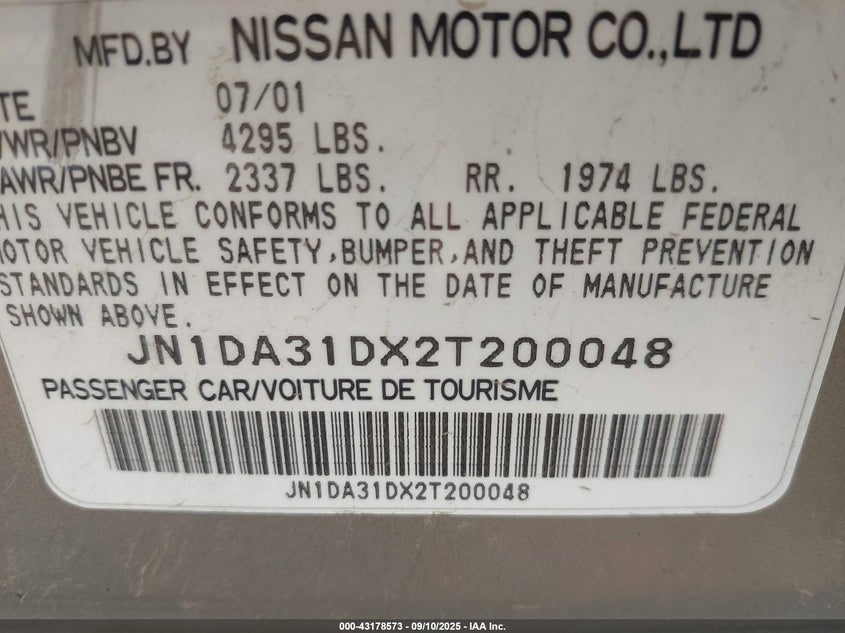 MFD.BY NISSAN MOTOR CO.,LTD
TE 07/01
WR/PNBV 4295 LBS.
AWR/PNBE FR. 2337 LBS. RR. 1974 LBS.
HIS VEHICLE CONFORMS TO ALL APPLICABLE FEDERAL
OTOR VEHICLE SAFETY,BUMPER,AND THEFT PREVENTION
STANDARDS IN EFFECT ON THE DATE OF MANUFACTURE
SHOWN ABOVE.
JN1DA31DX2T200048
PASSENGER CAR/VOITURE DE TOURISME
JN1DA31DX2T200048
000-43178573 - 09/10/2025 - IAA Inc.